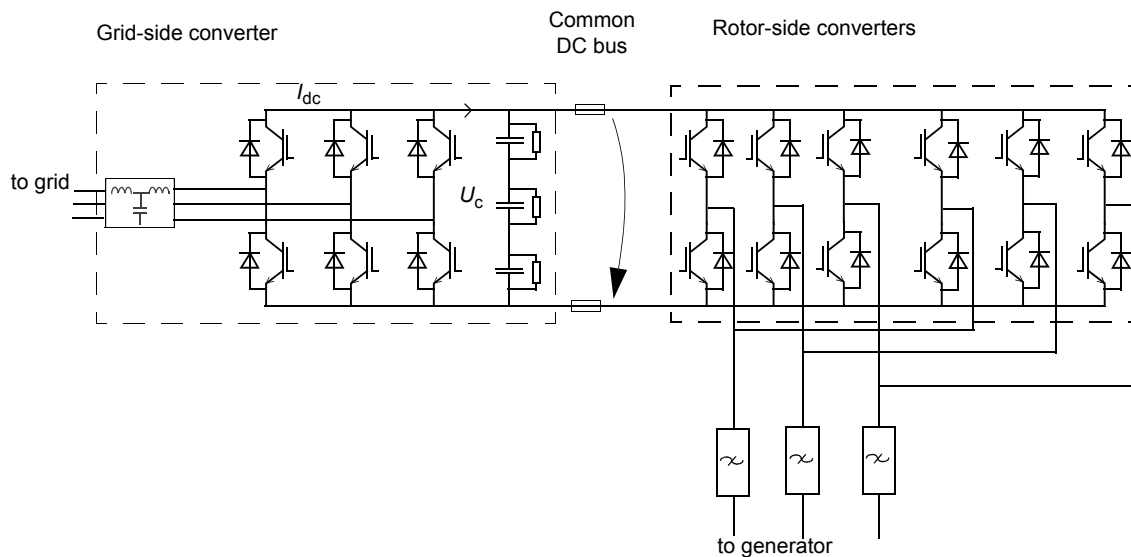 Grid-side converter
Common
DC bus
Rotor-side converters
Idc
to grid
Uc
to generator